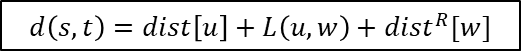 d(s, t) = dist[u] + L(u, w) + dist^R[w]